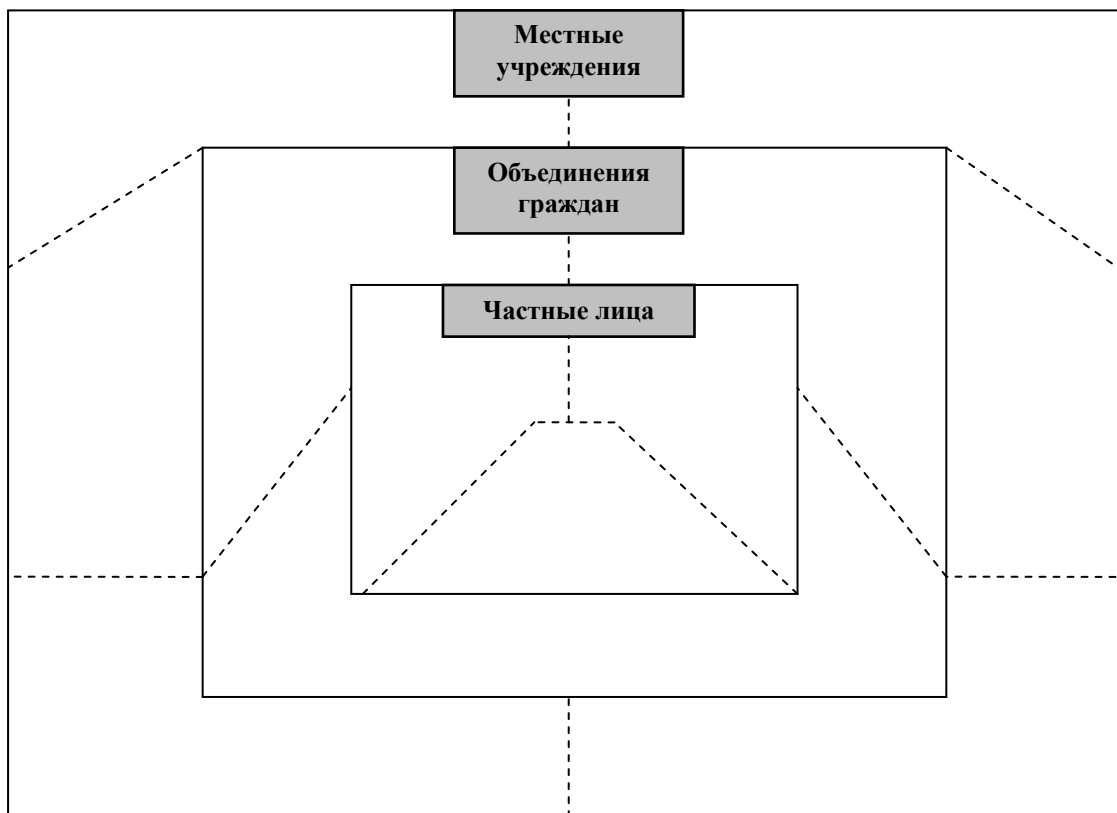 Местные
учреждения
Объединения
граждан
Частные лица